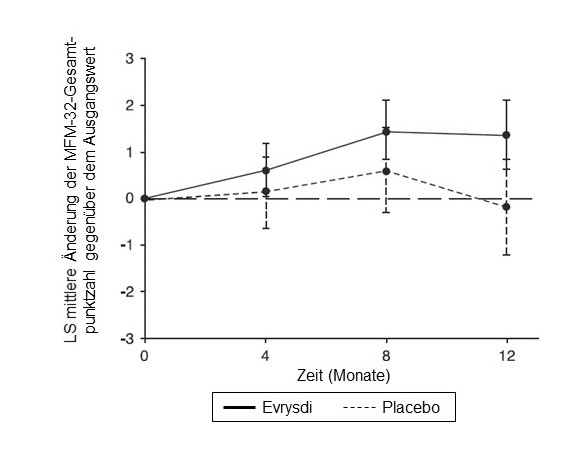 LS mittlere Änderung der MFM-32-Gesamt-
punktzahl gegenüber dem Ausgangswert
3
2
1
0
-1
-2
-3
0 4 8 12
Zeit (Monate)
Evrysdi Placebo